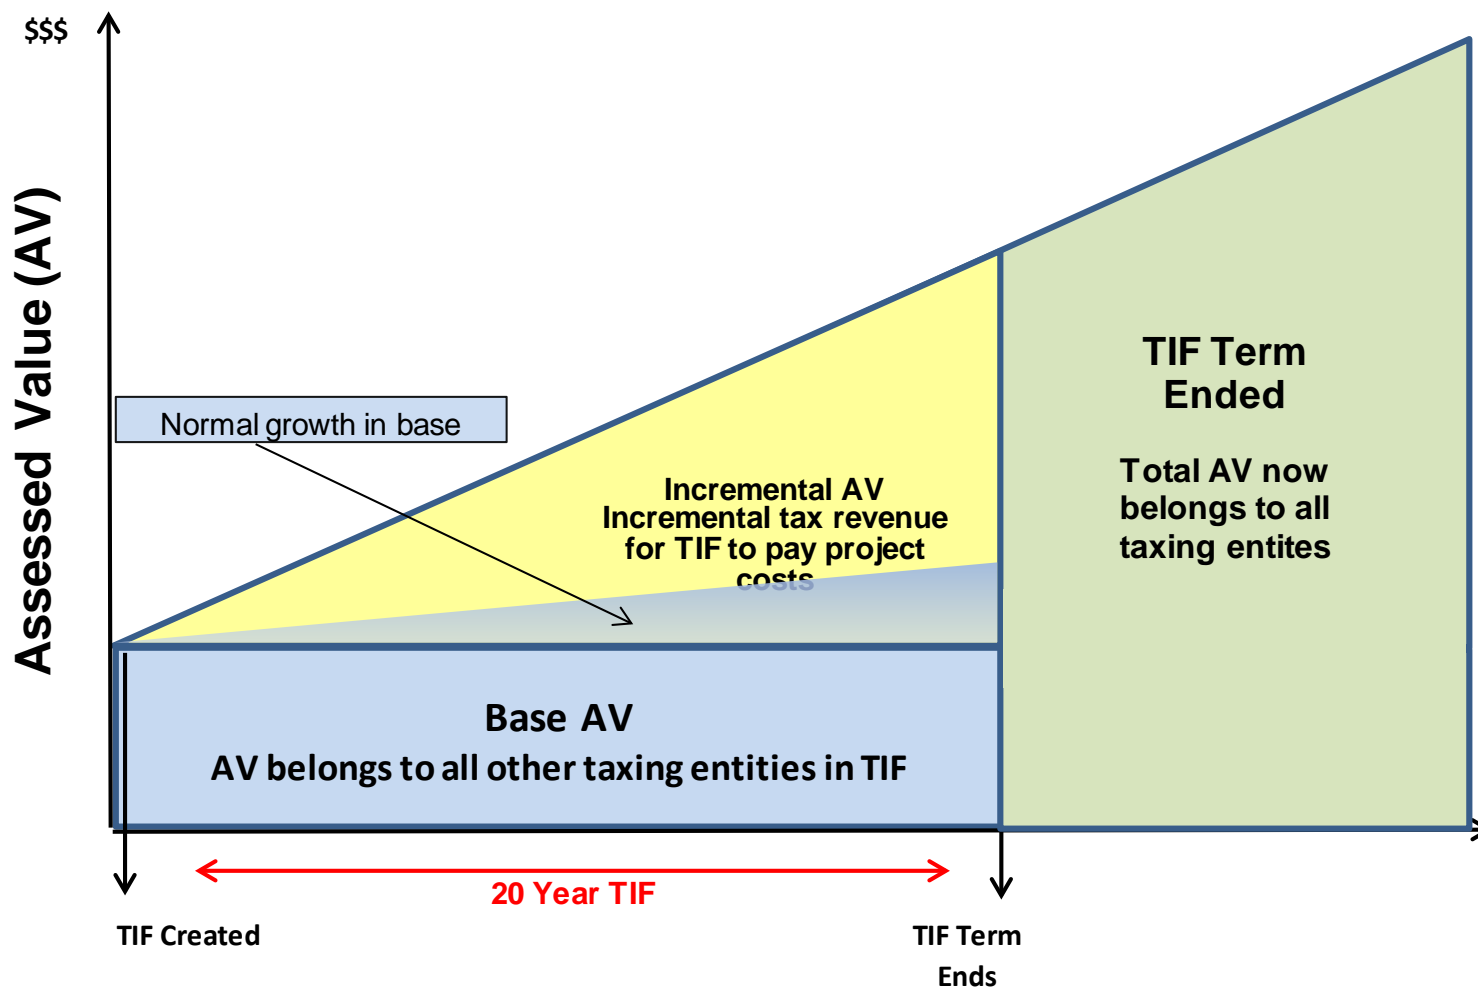 $$$
Assessed Value (AV)
Normal growth in base
Incremental AV
Incremental tax revenue
for TIF to pay project
costs
TIF Term
Ended
Total AV now
belongs to all
taxing entites
Base AV
AV belongs to all other taxing entities in TIF
20 Year TIF
TIF Created
TIF Term
Ends